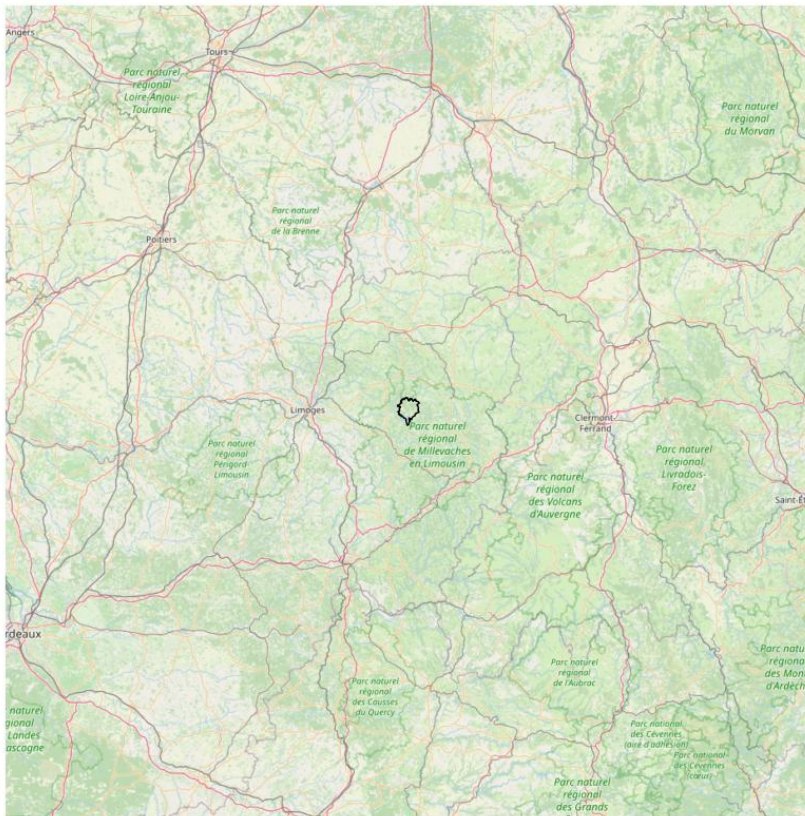 Angers
Tours
Parc naturel
régional
Loire-Anjou-
Touraine
Parc naturel
régional
du Morvan
Parc naturel
régional
de la Brenne
Poitiers
Limoges
Parc naturel
régional
de Millevaches
en Limousin
Clermont-
Ferrand
Parc naturel
régional
Périgord-
Limousin
Parc naturel
régional
Livradois-
Forez
Parc naturel
régional
des Volcans
d'Auvergne
Saint-Ét
rdeaux
Parc naturel
régional
de l'Aubrac
Parc natu
régiona
des Mon
d'Ardèch
Parc naturel
régional
des Causses
du Quercy
c naturel
gional
Landes
ascogne
Parc national
des Cévennes
(aire d'adhésion)
Parc national
des Cévennes
(cœur)
Parc naturel
régional
des Grands